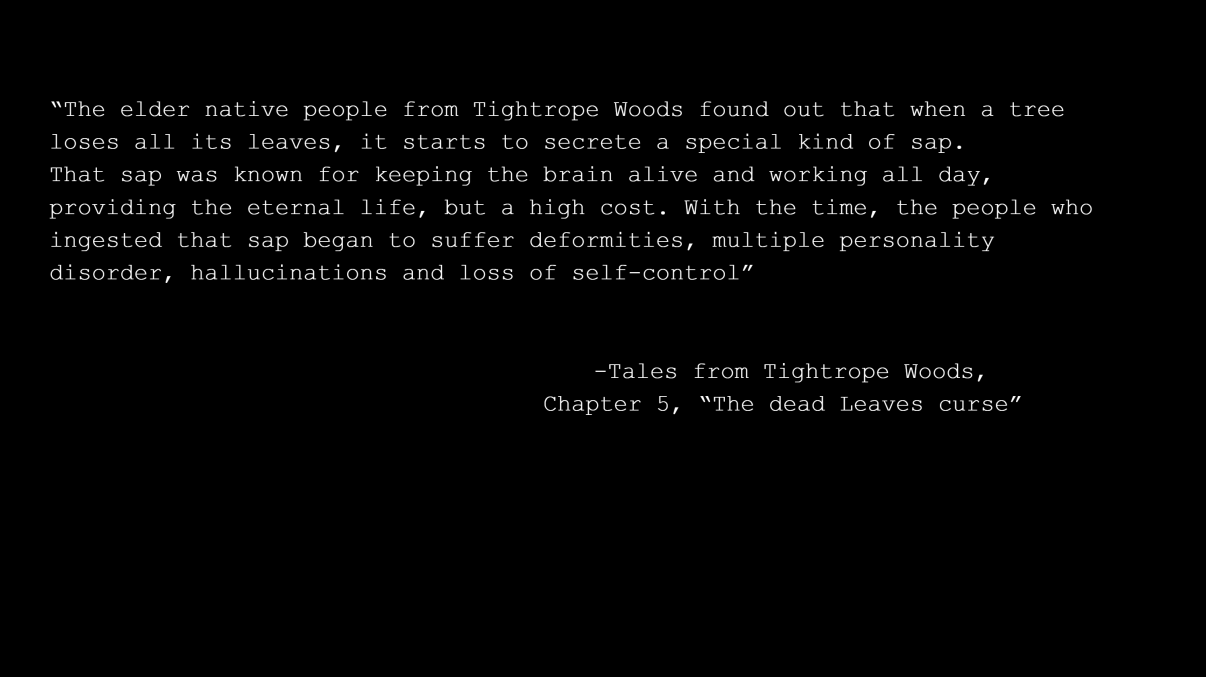 “The elder native people from Tightrope Woods found out that when a tree
loses all its leaves, it starts to secrete a special kind of sap.
That sap was known for keeping the brain alive and working all day,
providing the eternal life, but a high cost. With the time, the people who
ingested that sap began to suffer deformities, multiple personality
disorder, hallucinations and loss of self-control”
-Tales from Tightrope Woods,
Chapter 5, “The dead Leaves curse”